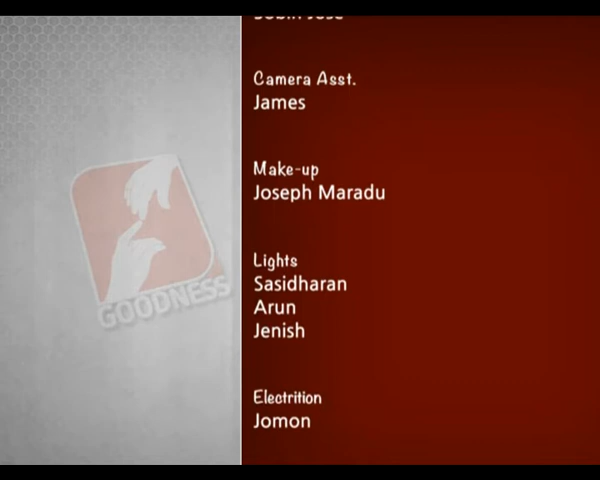 Camera Asst.
James
Make-up
Joseph Maradu
Lights
Sasidharan
Arun
Jenish
Electrition
Jomon
GOODNESS